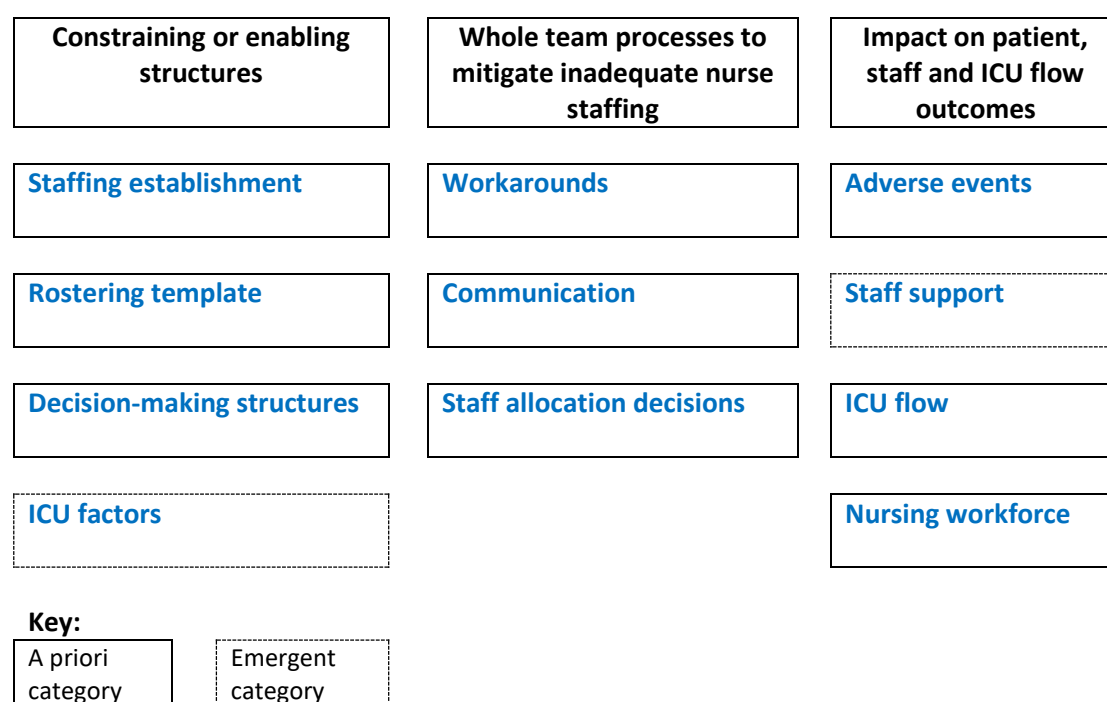 Constraining or enabling
structures
Whole team processes to
mitigate inadequate nurse
staffing
Impact on patient,
staff and ICU flow
outcomes
Staffing establishment
Workarounds
Adverse events
Rostering template
Communication
Staff support
Decision-making structures
Staff allocation decisions
ICU flow
ICU factors
Nursing workforce
Key:
A priori
category
Emergent
category